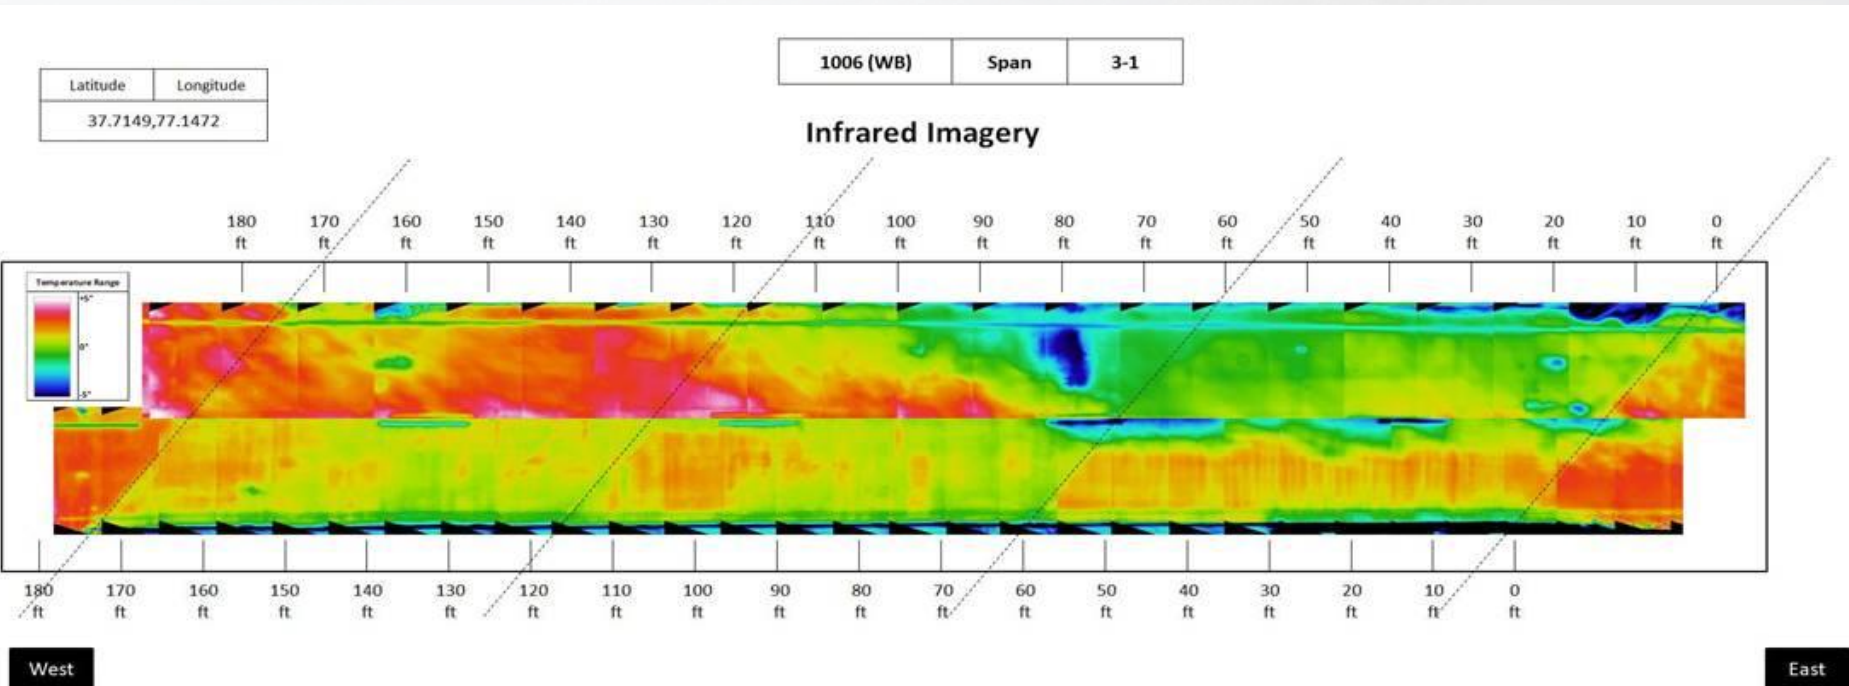 1006 (WB) Span 3-1
Latitude Longitude
37.7149,77.1472
Infrared Imagery
180 170 160 150 140 130 120 110 100 90 80 70 60 50 40 30 20 10 0
ft ft ft ft ft ft ft ft ft ft ft ft ft ft ft ft ft ft ft
Temperature Range
+5°
0°
-5°
180 170 160 150 140 130 120 110 100 90 80 70 60 50 40 30 20 10 0
ft ft ft ft ft ft ft ft ft ft ft ft ft ft ft ft ft ft ft
West East